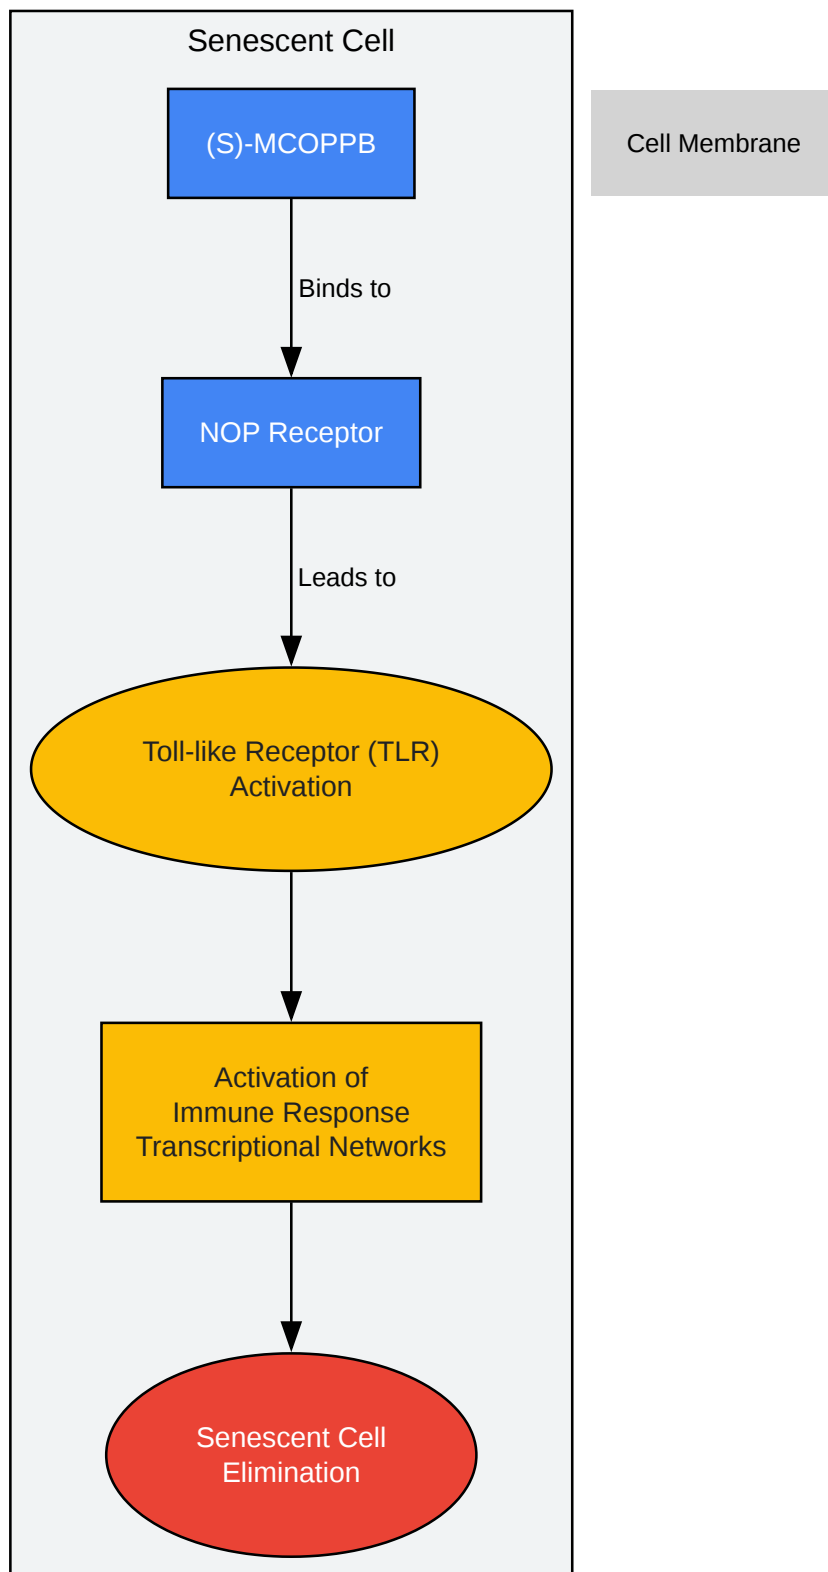 Senescent Cell
(S)-MCOPPB
Cell Membrane
Binds to
NOP Receptor
Leads to
Toll-like Receptor (TLR)
Activation
Activation of
Immune Response
Transcriptional Networks
Senescent Cell
Elimination